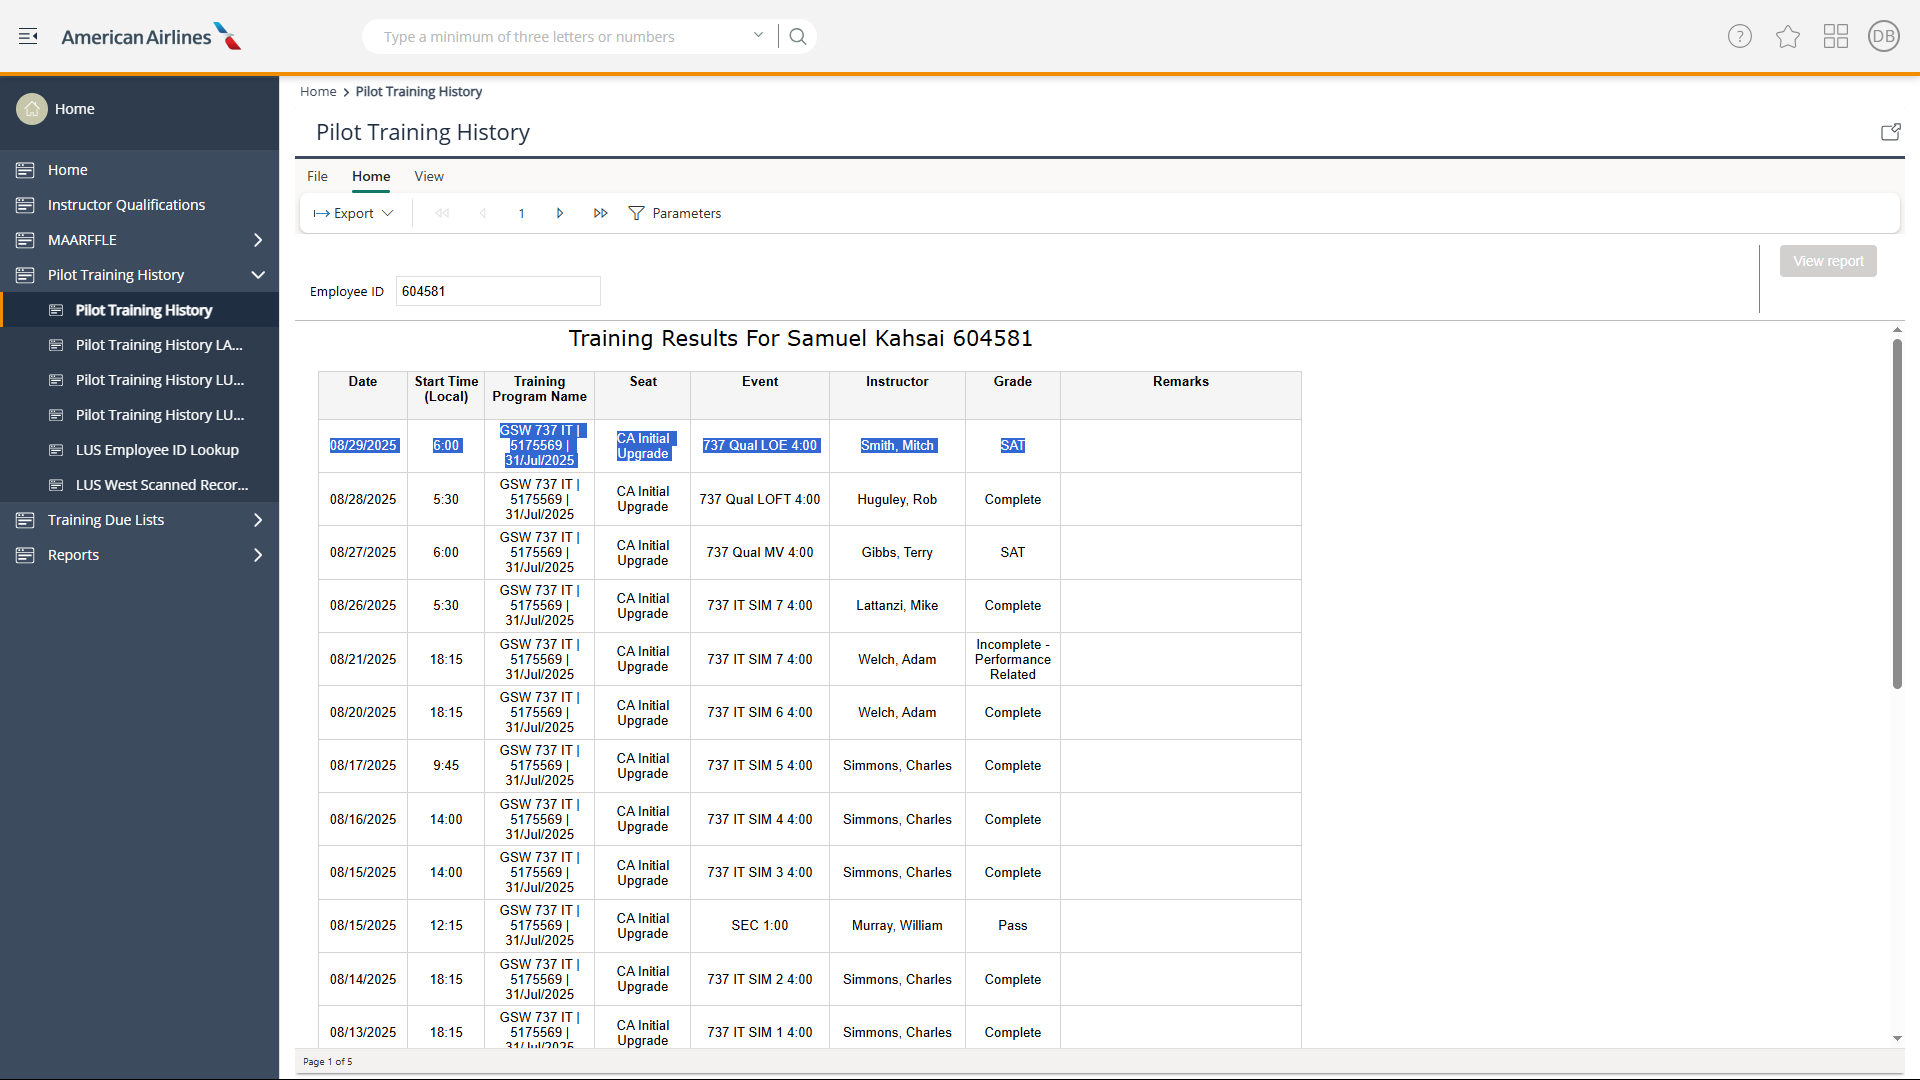 American Airlines
Type a minimum of three letters or numbers
?
DB
Home
Home
Instructor Qualifications
MAARFFLE
Pilot Training History
Pilot Training History
Pilot Training History LA...
Pilot Training History LU...
Pilot Training History LU...
LUS Employee ID Lookup
LUS West Scanned Recor...
Training Due Lists
Reports
Home > Pilot Training History
Pilot Training History
File Home View
Export 1 Parameters
View report
Employee ID 604581
Training Results For Samuel Kahsai 604581
Date Start Time Training Seat Event Instructor Grade Remarks
(Local) Program Name
GSW 737 IT |
08/29/2025 6:00 5175569 | CA Initial Upgrade 737 Qual LOE 4:00 Smith, Mitch SAT
31/Jul/2025
GSW 737 IT |
08/28/2025 5:30 5175569 | CA Initial Upgrade 737 Qual LOFT 4:00 Huguley, Rob Complete
31/Jul/2025
GSW 737 IT |
08/27/2025 6:00 5175569 | CA Initial Upgrade 737 Qual MV 4:00 Gibbs, Terry SAT
31/Jul/2025
GSW 737 IT |
08/26/2025 5:30 5175569 | CA Initial Upgrade 737 IT SIM 7 4:00 Lattanzi, Mike Complete
31/Jul/2025
GSW 737 IT | Incomplete -
08/21/2025 18:15 5175569 | CA Initial Upgrade 737 IT SIM 7 4:00 Welch, Adam Performance
31/Jul/2025 Related
GSW 737 IT |
08/20/2025 18:15 5175569 | CA Initial Upgrade 737 IT SIM 6 4:00 Welch, Adam Complete
31/Jul/2025
GSW 737 IT |
08/17/2025 9:45 5175569 | CA Initial Upgrade 737 IT SIM 5 4:00 Simmons, Charles Complete
31/Jul/2025
GSW 737 IT |
08/16/2025 14:00 5175569 | CA Initial Upgrade 737 IT SIM 4 4:00 Simmons, Charles Complete
31/Jul/2025
GSW 737 IT |
08/15/2025 14:00 5175569 | CA Initial Upgrade 737 IT SIM 3 4:00 Simmons, Charles Complete
31/Jul/2025
GSW 737 IT |
08/15/2025 12:15 5175569 | CA Initial Upgrade SEC 1:00 Murray, William Pass
31/Jul/2025
GSW 737 IT |
08/14/2025 18:15 5175569 | CA Initial Upgrade 737 IT SIM 2 4:00 Simmons, Charles Complete
31/Jul/2025
GSW 737 IT |
08/13/2025 18:15 5175569 | CA Initial Upgrade 737 IT SIM 1 4:00 Simmons, Charles Complete
31/Jul/2025
Page 1 of 5